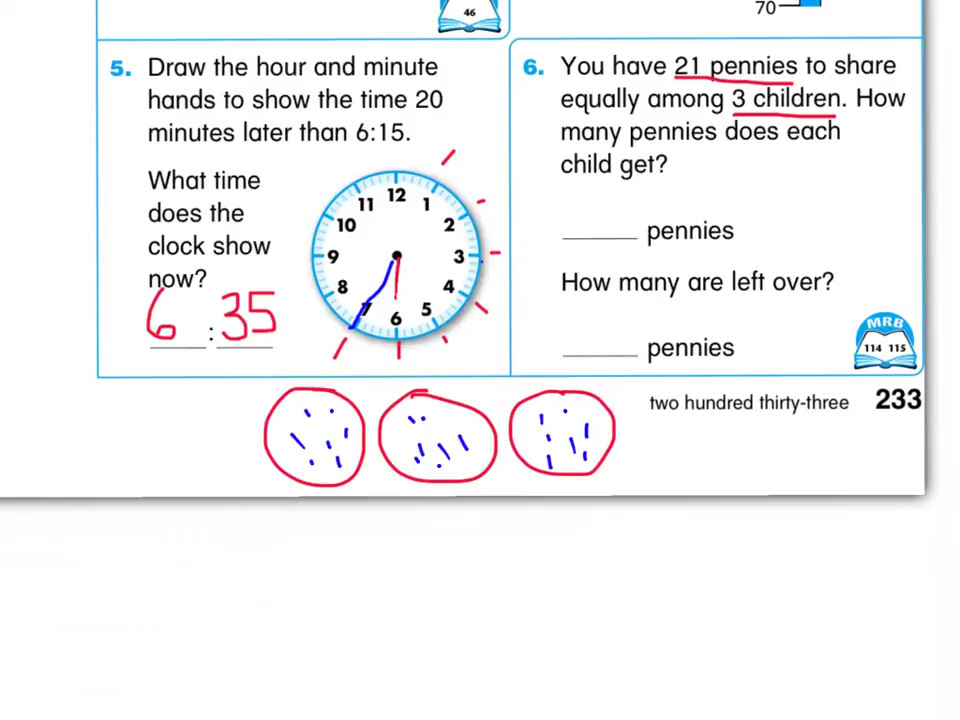 46
70
5. Draw the hour and minute
hands to show the time 20
minutes later than 6:15.
What time
does the
clock show
now?
6 : 35
12
11 1
10 2
9 3
8 4
7 5
6
6. You have 21 pennies to share
equally among 3 children. How
many pennies does each
child get?
______ pennies
How many are left over?
______ pennies
MRB
114 115
two hundred thirty-three 233